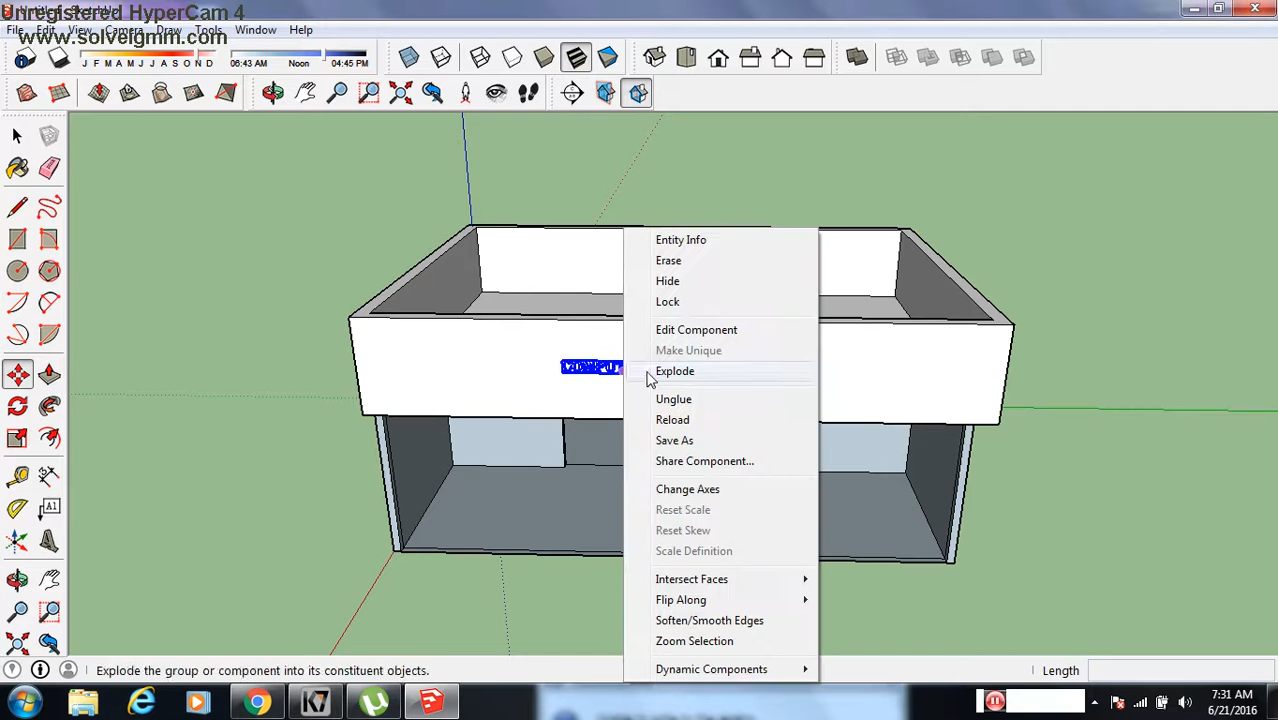 Unregistered HyperCam 4
File Edit View Camera Draw Tools Window Help
www.solveigmm.com
J F M A M J J A S O N D
06:43 AM Noon 04:45 PM
Entity Info
Erase
Hide
Lock
Edit Component
Make Unique
Explode
Unglue
Reload
Save As
Share Component...
Change Axes
Reset Scale
Reset Skew
Scale Definition
Intersect Faces
Flip Along
Soften/Smooth Edges
Zoom Selection
Dynamic Components
A1
Explode the group or component into its constituent objects.
Length
7:31 AM
6/21/2016